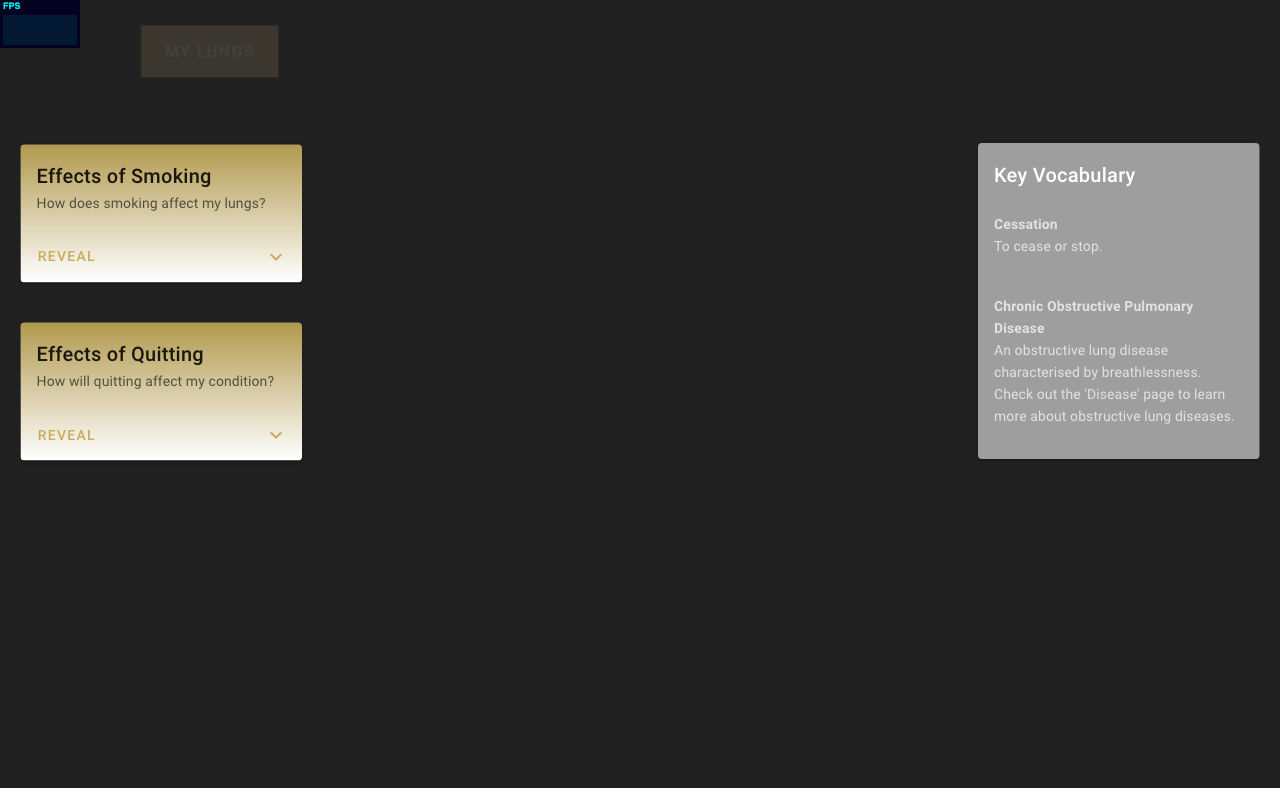 FPS
MY LUNGS
Effects of Smoking
How does smoking affect my lungs?
REVEAL
Effects of Quitting
How will quitting affect my condition?
REVEAL
Key Vocabulary
Cessation
To cease or stop.
Chronic Obstructive Pulmonary
Disease
An obstructive lung disease
characterised by breathlessness.
Check out the 'Disease' page to learn
more about obstructive lung diseases.